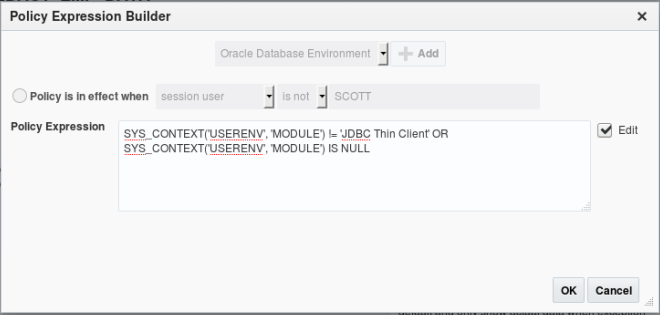 Policy Expression Builder
Oracle Database Environment Add
Policy is in effect when session user is not SCOTT
Policy Expression
SYS_CONTEXT('USERENV', 'MODULE') != 'JDBC Thin Client' OR
SYS_CONTEXT('USERENV', 'MODULE') IS NULL
Edit
OK Cancel